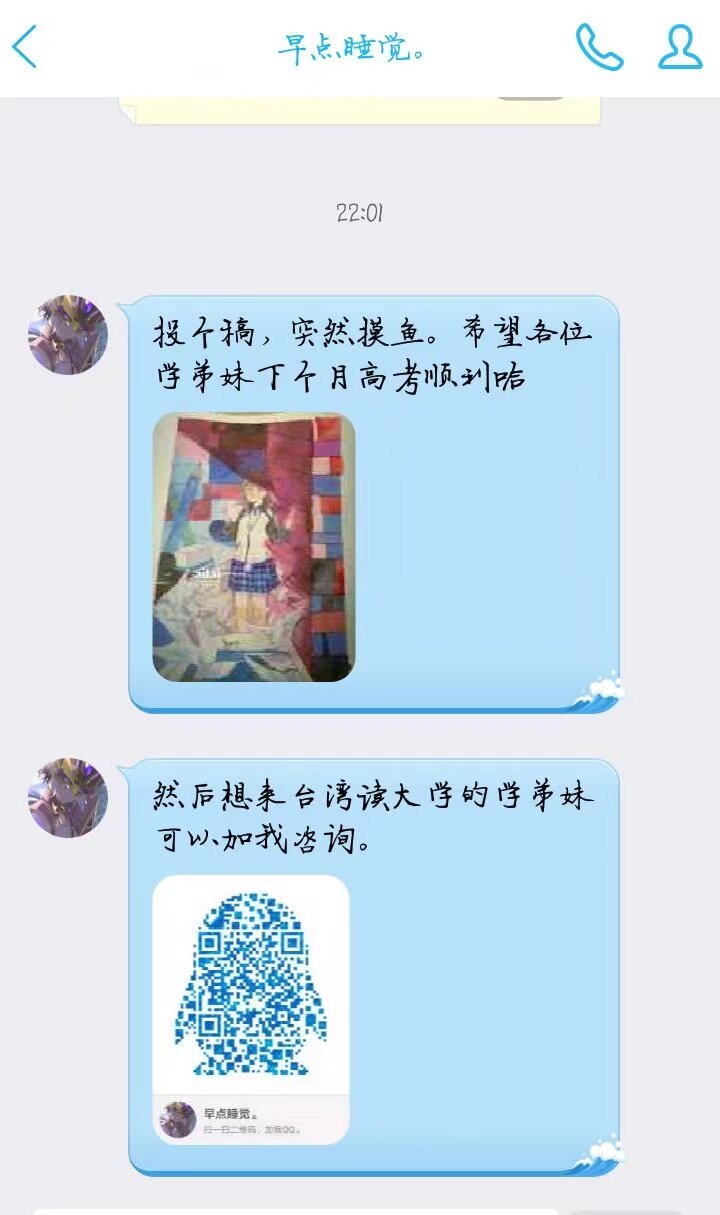 早点睡觉。
22:01
投个稿，突然摸鱼。希望各位
学弟妹下个月高考顺利哈
然后想来台湾读大学的学弟妹
可以加我咨询。
早点睡觉。
扫一扫二维码，加我QQ。